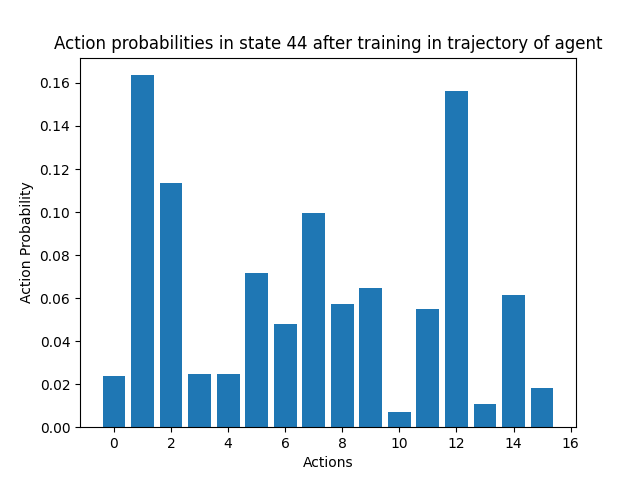 Action probabilities in state 44 after training in trajectory of agent
0.16
0.14
0.12
0.10
0.08
0.06
0.04
0.02
0.00
Action Probability
0 2 4 6 8 10 12 14 16
Actions